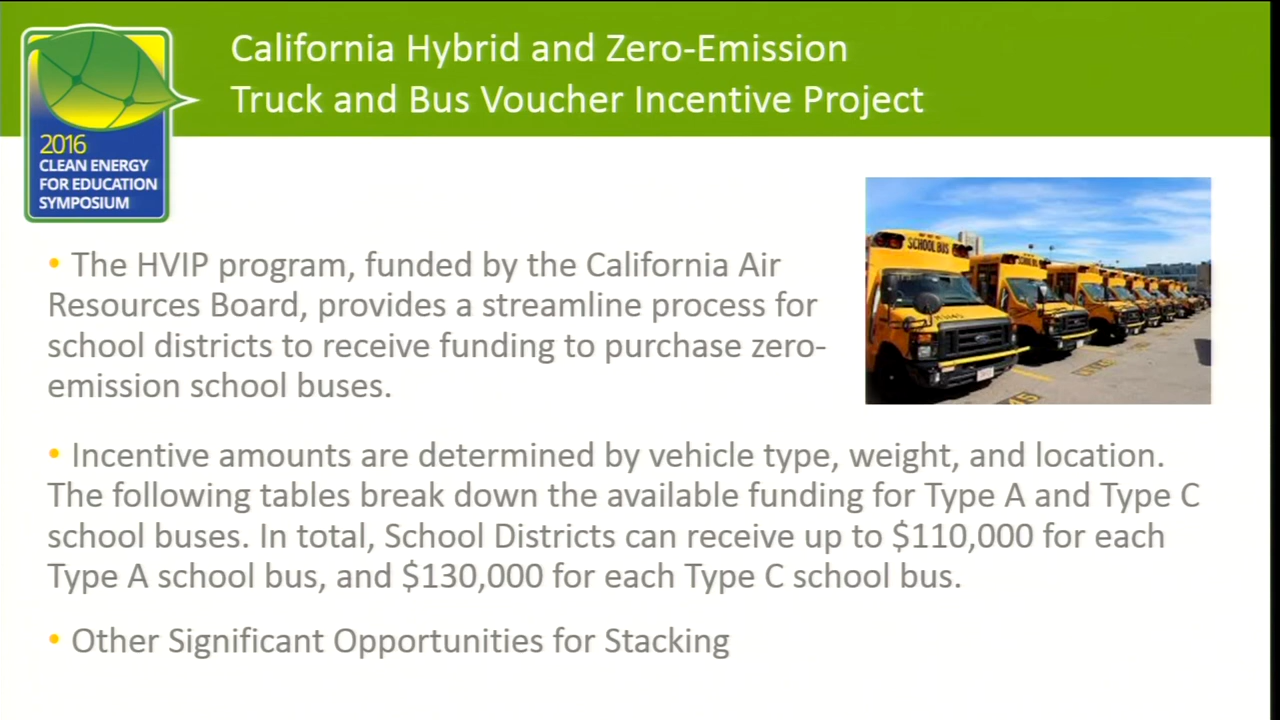 California Hybrid and Zero-Emission
Truck and Bus Voucher Incentive Project
2016
CLEAN ENERGY
FOR EDUCATION
SYMPOSIUM
SCHOOL BUS
• The HVIP program, funded by the California Air
Resources Board, provides a streamline process for
school districts to receive funding to purchase zero-
emission school buses.
• Incentive amounts are determined by vehicle type, weight, and location.
The following tables break down the available funding for Type A and Type C
school buses. In total, School Districts can receive up to $110,000 for each
Type A school bus, and $130,000 for each Type C school bus.
• Other Significant Opportunities for Stacking